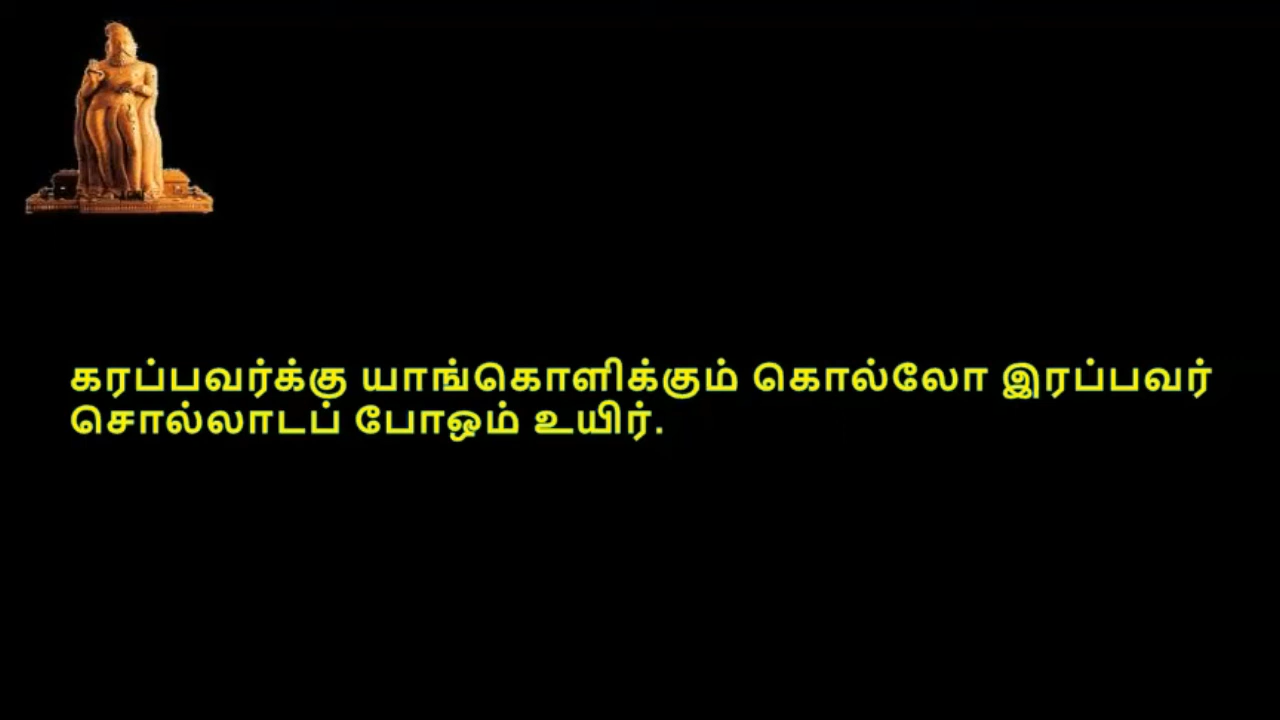 கரப்பவர்க்கு யாங்கொளிக்கும் கொல்லோ இரப்பவர்
சொல்லாடப் போஒம் உயிர்.